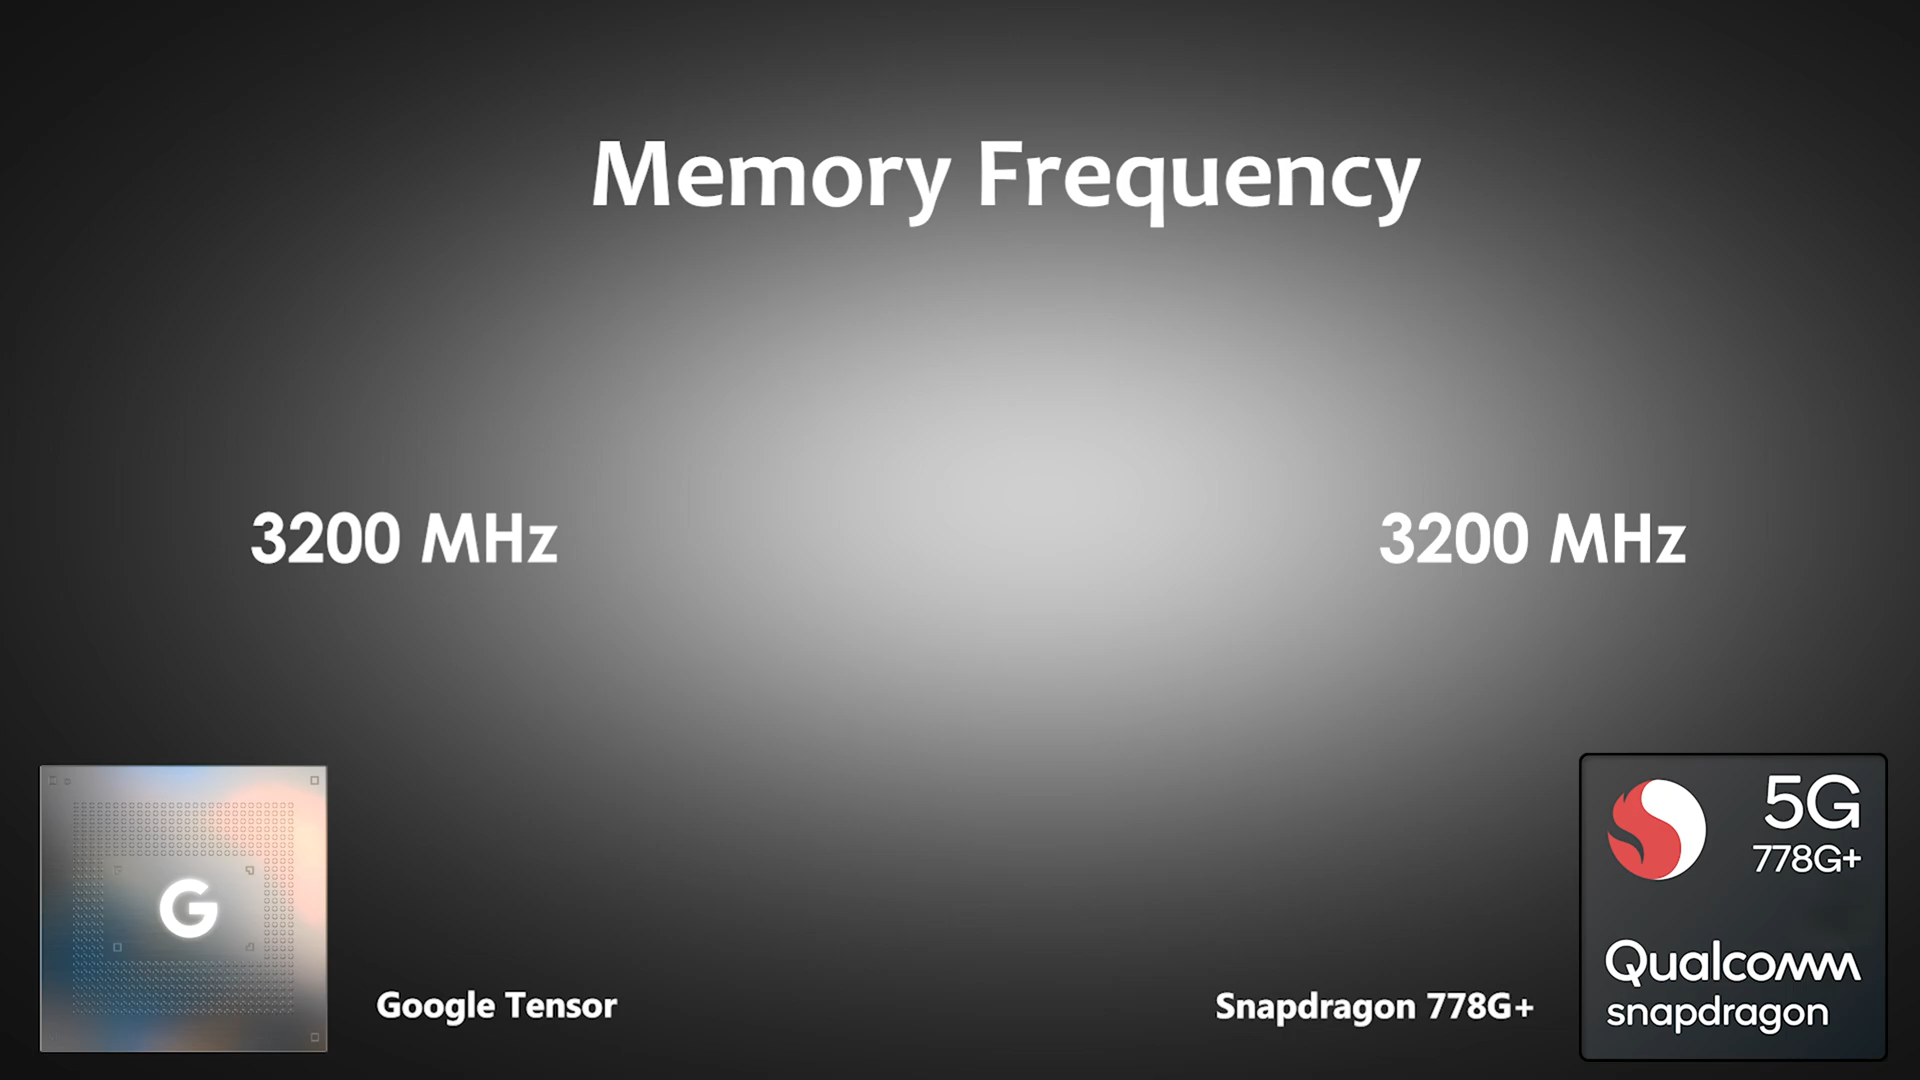 Memory Frequency
3200 MHz
3200 MHz
G
Google Tensor
Snapdragon 778G+
5G
778G+
Qualcomm
snapdragon